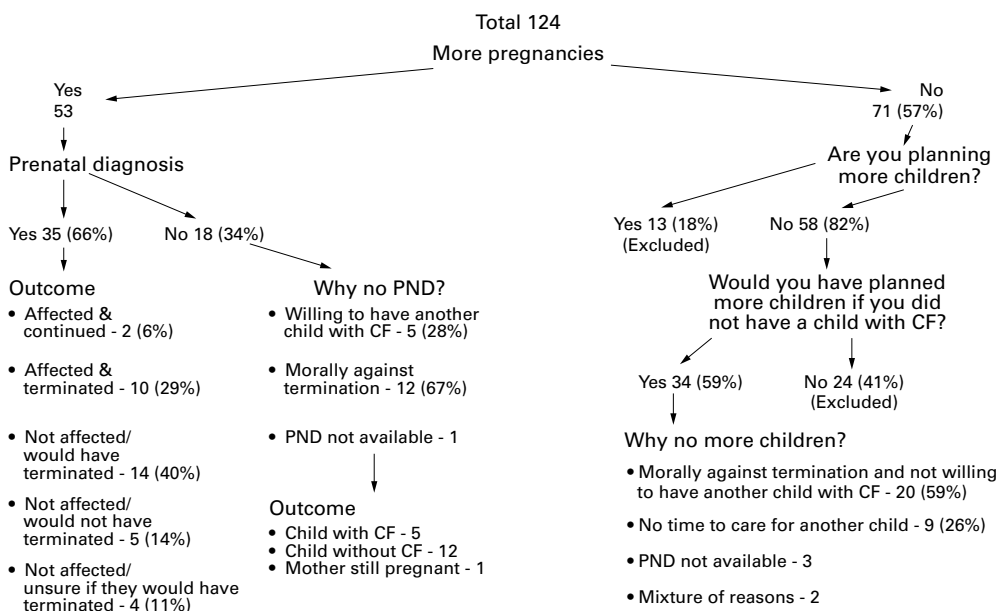 Total 124
More pregnancies
Yes
53
No
71 (57%)
Prenatal diagnosis
Are you planning
more children?
Yes 35 (66%)
No 18 (34%)
Yes 13 (18%)
(Excluded)
No 58 (82%)
Outcome
• Affected &
continued - 2 (6%)
• Affected &
terminated - 10 (29%)
• Not affected/
would have
terminated - 14 (40%)
• Not affected/
would not have
terminated - 5 (14%)
• Not affected/
unsure if they would have
terminated - 4 (11%)
Why no PND?
• Willing to have another
child with CF - 5 (28%)
• Morally against
termination - 12 (67%)
• PND not available - 1
Outcome
• Child with CF - 5
• Child without CF - 12
• Mother still pregnant - 1
Would you have planned
more children if you did
not have a child with CF?
Yes 34 (59%)
No 24 (41%)
(Excluded)
Why no more children?
• Morally against termination and not willing
to have another child with CF - 20 (59%)
• No time to care for another child - 9 (26%)
• PND not available - 3
• Mixture of reasons - 2